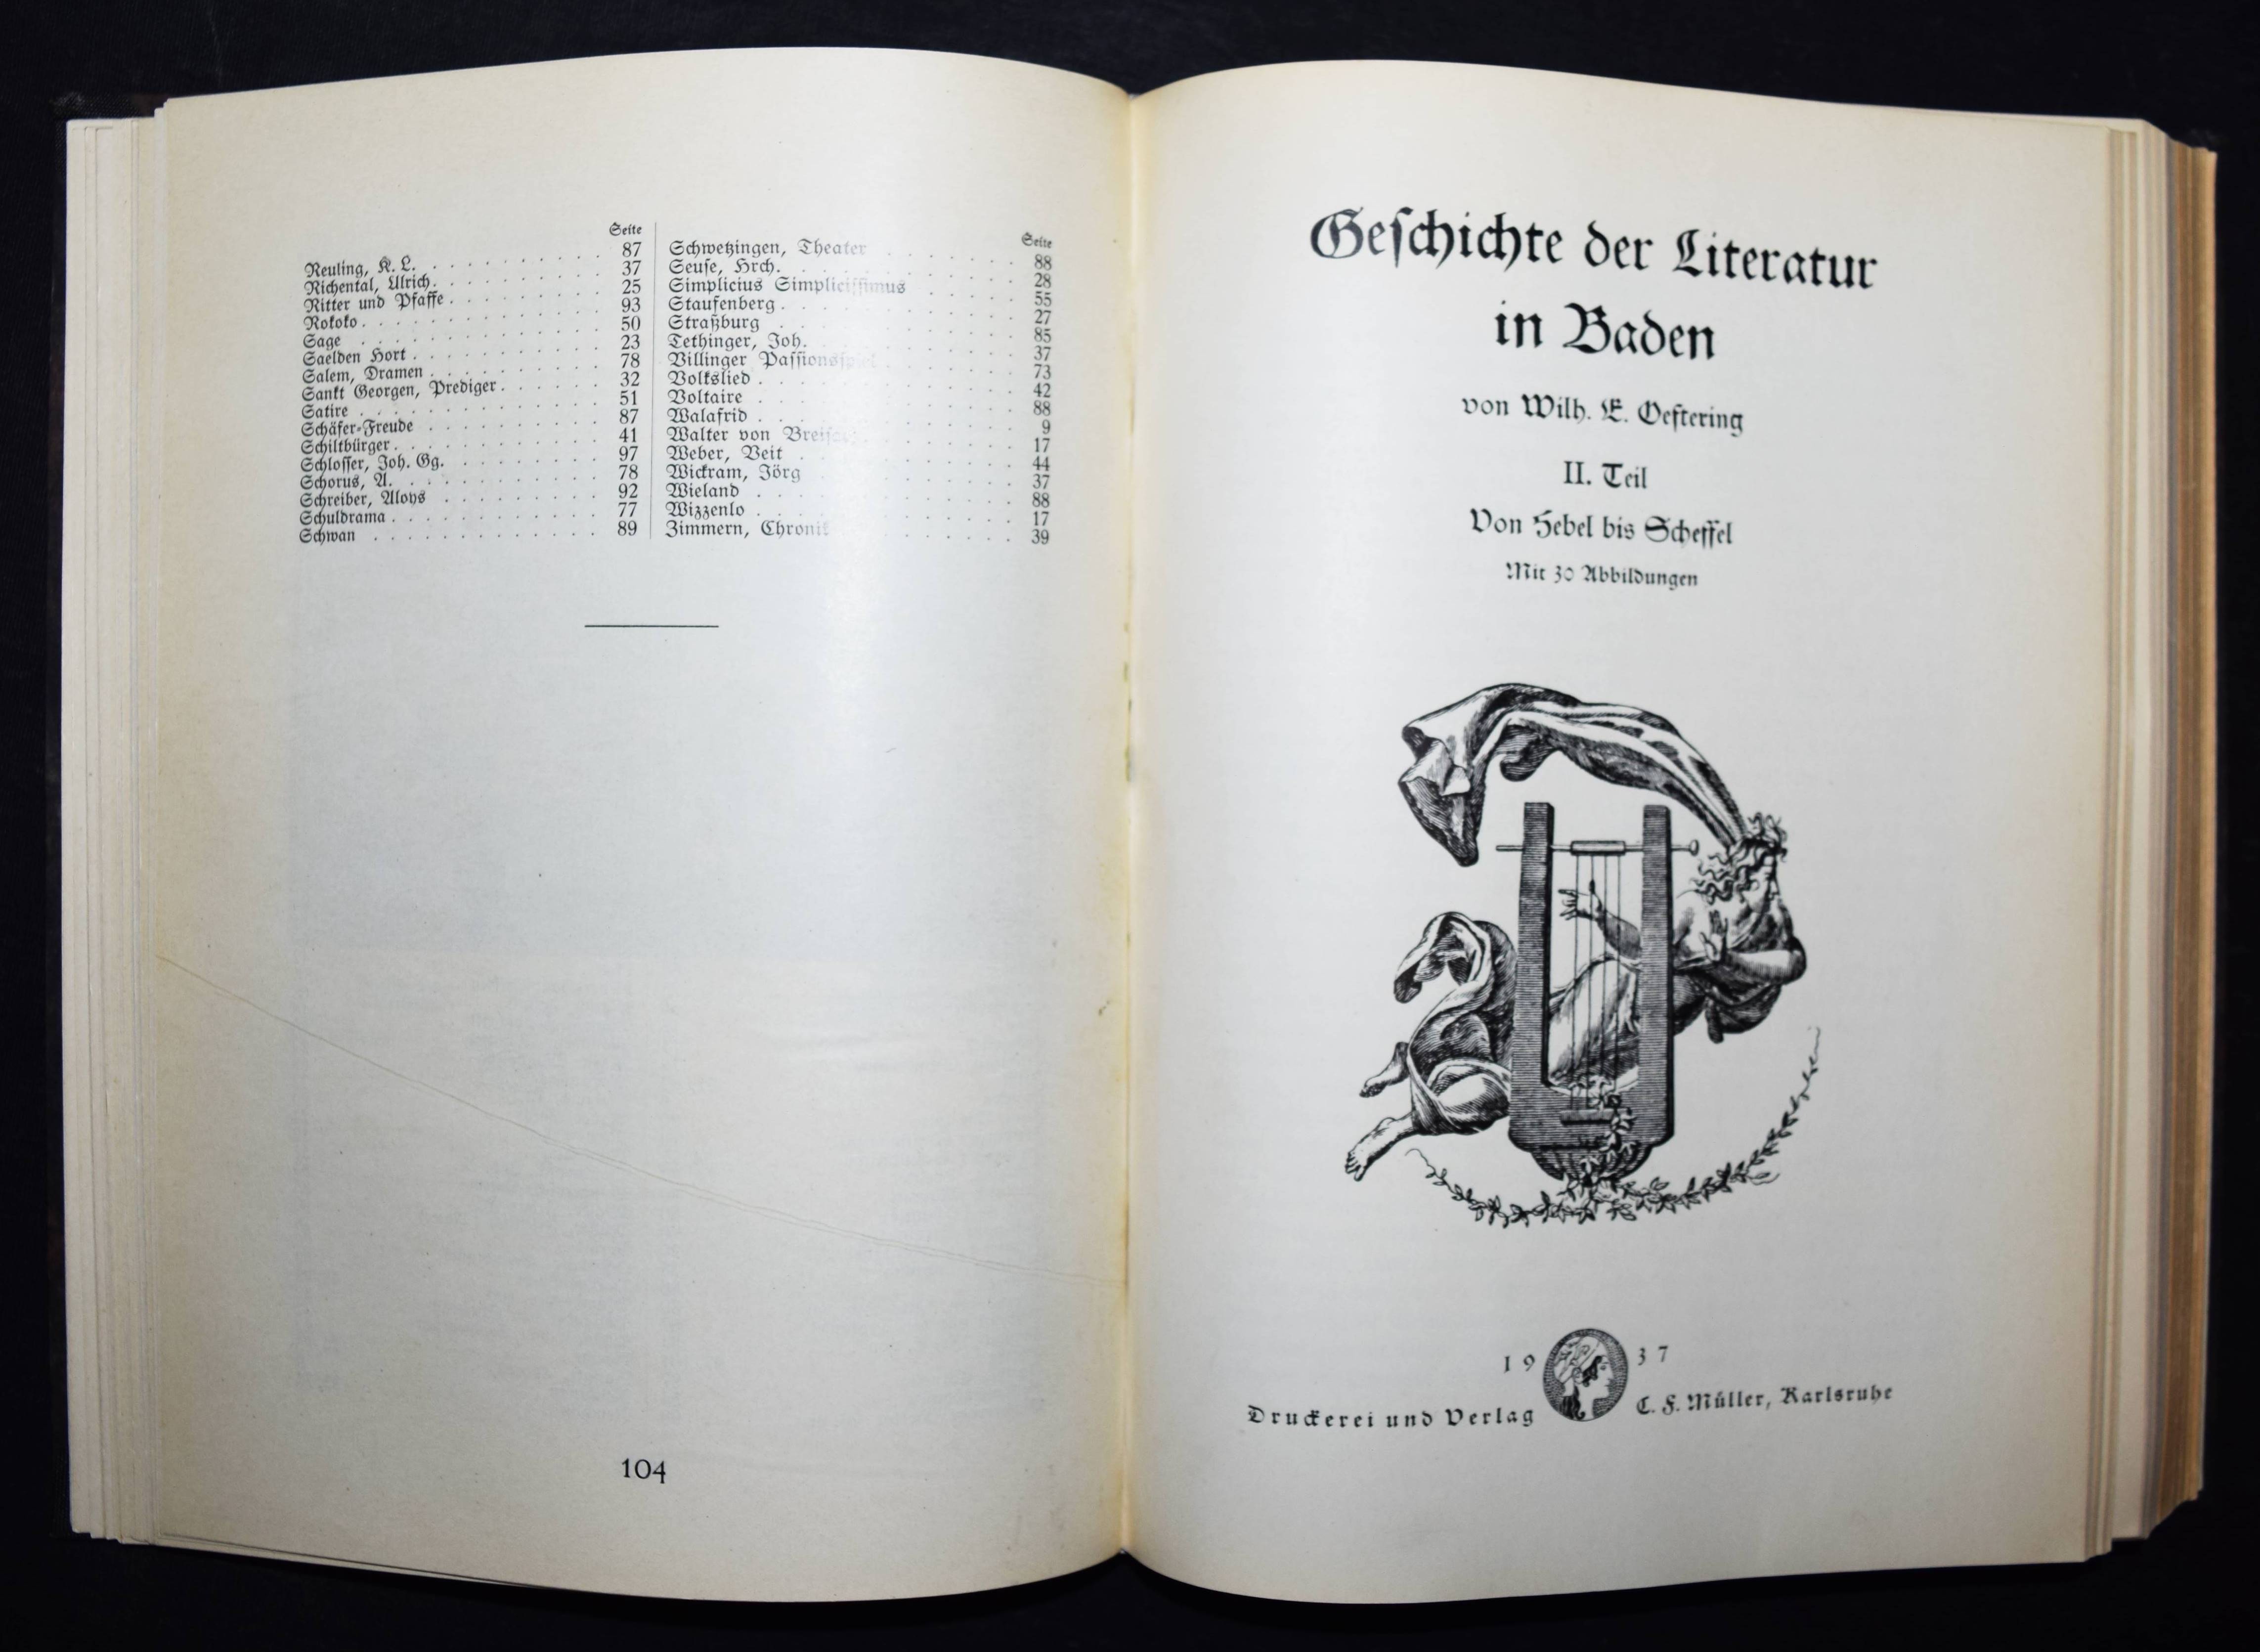 Seite
Reuling, K. L. . . . . . . . . . 87
Richental, Ulrich . . . . . . . . . 37
Ritter und Pfaffe . . . . . . . . . 25
Rokoko . . . . . . . . . . . . 93
Sage . . . . . . . . . . . . 50
Saelden Hort . . . . . . . . . . 23
Salem, Dramen . . . . . . . . . 78
Sankt Georgen, Prediger . . . . . . 32
Satire . . . . . . . . . . . . 51
Schäfer-Freude . . . . . . . . . 87
Schiltbürger . . . . . . . . . . 41
Schlosser, Joh. Gg. . . . . . . . . 97
Schorus, A. . . . . . . . . . . 78
Schreiber, Aloys . . . . . . . . . 92
Schuldrama . . . . . . . . . . . 77
Schwan . . . . . . . . . . . . 89
Seite
Schwetzingen, Theater . . . . . . . 88
Seuse, Hrch. . . . . . . . . . . 28
Simplicius Simplicissimus . . . . . 55
Staufenberg . . . . . . . . . . 27
Straßburg . . . . . . . . . . . 85
Tethinger, Joh. . . . . . . . . . 37
Villinger Passionsspiel . . . . . . 73
Volkslied . . . . . . . . . . . 42
Voltaire . . . . . . . . . . . 88
Walafrid . . . . . . . . . . . 9
Walter von Breisach . . . . . . . 17
Weber, Veit . . . . . . . . . . 44
Wickram, Jörg . . . . . . . . . 37
Wieland . . . . . . . . . . . 88
Wizzenlo . . . . . . . . . . . 17
Zimmern, Chronik . . . . . . . . 39
104
Geschichte der Literatur
in Baden
von Wilh. E. Oeftering
II. Teil
Von Hebel bis Scheffel
Mit 30 Abbildungen
1937
Druckerei und Verlag C. F. Müller, Karlsruhe